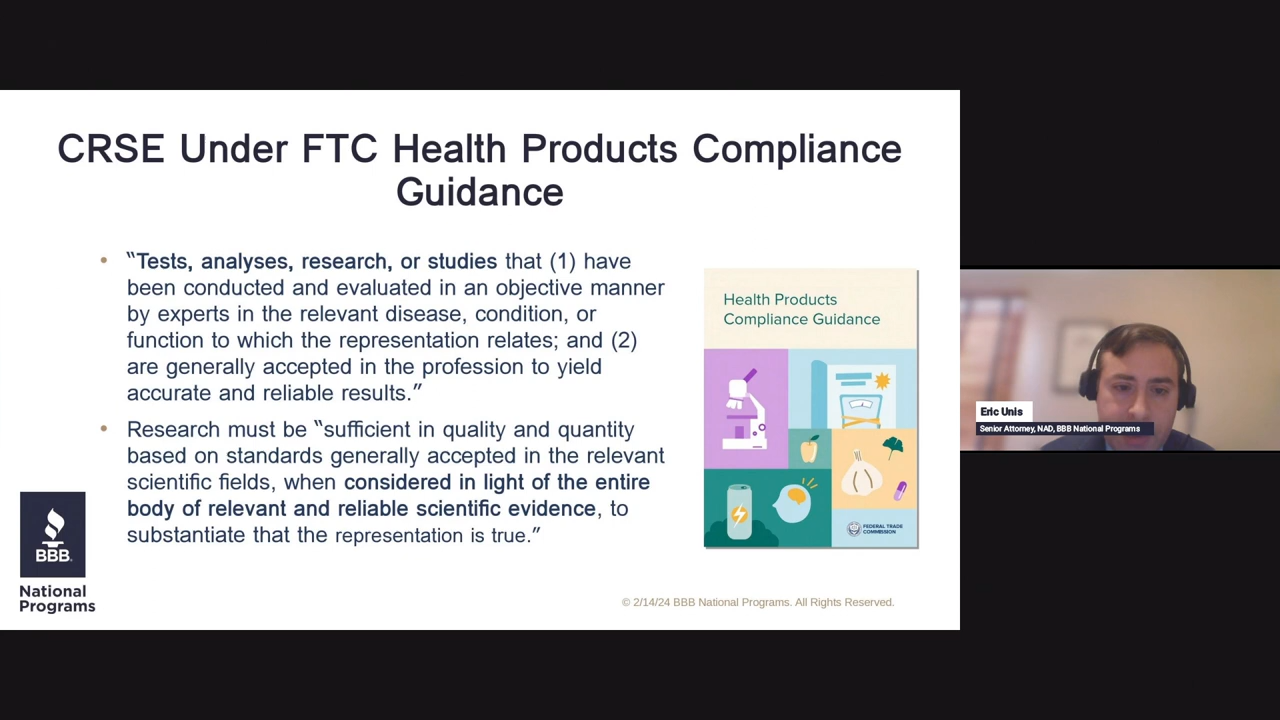 CRSE Under FTC Health Products Compliance
Guidance
• “Tests, analyses, research, or studies that (1) have
been conducted and evaluated in an objective manner
by experts in the relevant disease, condition, or
function to which the representation relates; and (2)
are generally accepted in the profession to yield
accurate and reliable results.”
• Research must be “sufficient in quality and quantity
based on standards generally accepted in the relevant
scientific fields, when considered in light of the entire
body of relevant and reliable scientific evidence, to
substantiate that the representation is true.”
Health Products
Compliance Guidance
FEDERAL TRADE
COMMISSION
BBB.
National
Programs
© 2/14/24 BBB National Programs. All Rights Reserved.
Eric Unis
Senior Attorney, NAD, BBB National Programs